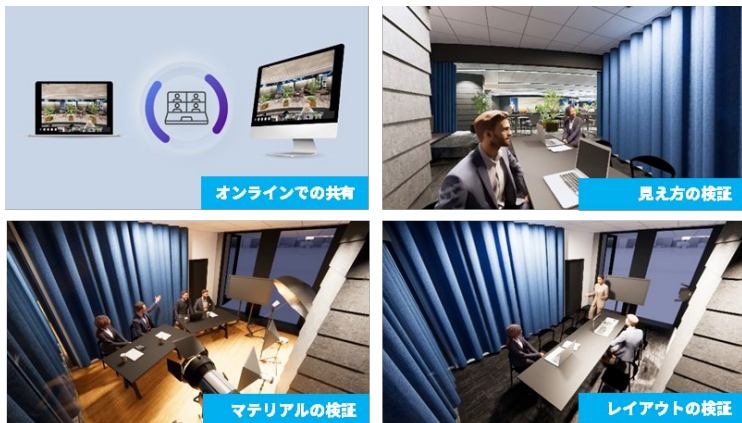 オンラインでの共有
見え方の検証
マテリアルの検証
レイアウトの検証